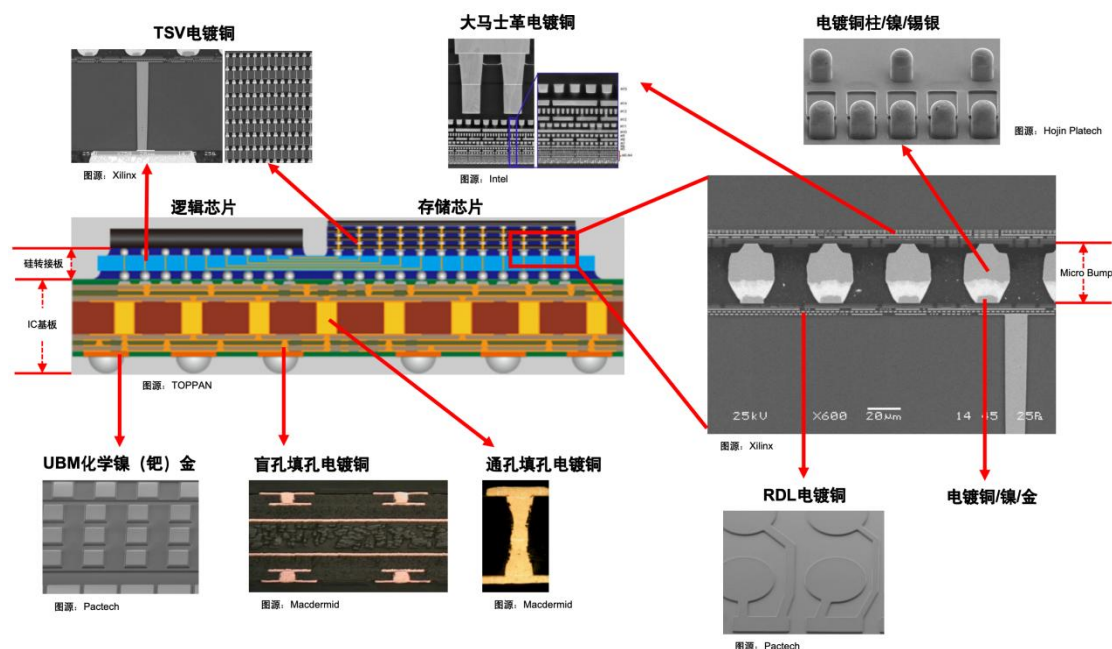 TSV电镀铜
大马士革电镀铜
电镀铜柱/镍/锡银
图源：Xilinx
图源：Intel
图源：Hojin Platech
逻辑芯片
存储芯片
硅转接板
IC基板
图源：TOPPAN
Micro Bump
25kV X600 20μm 14 45 25PA
图源：Xilinx
UBM化学镍（钯）金
盲孔填孔电镀铜
通孔填孔电镀铜
RDL电镀铜
电镀铜/镍/金
图源：Pactech
图源：Macdermid
图源：Macdermid
图源：Pactech